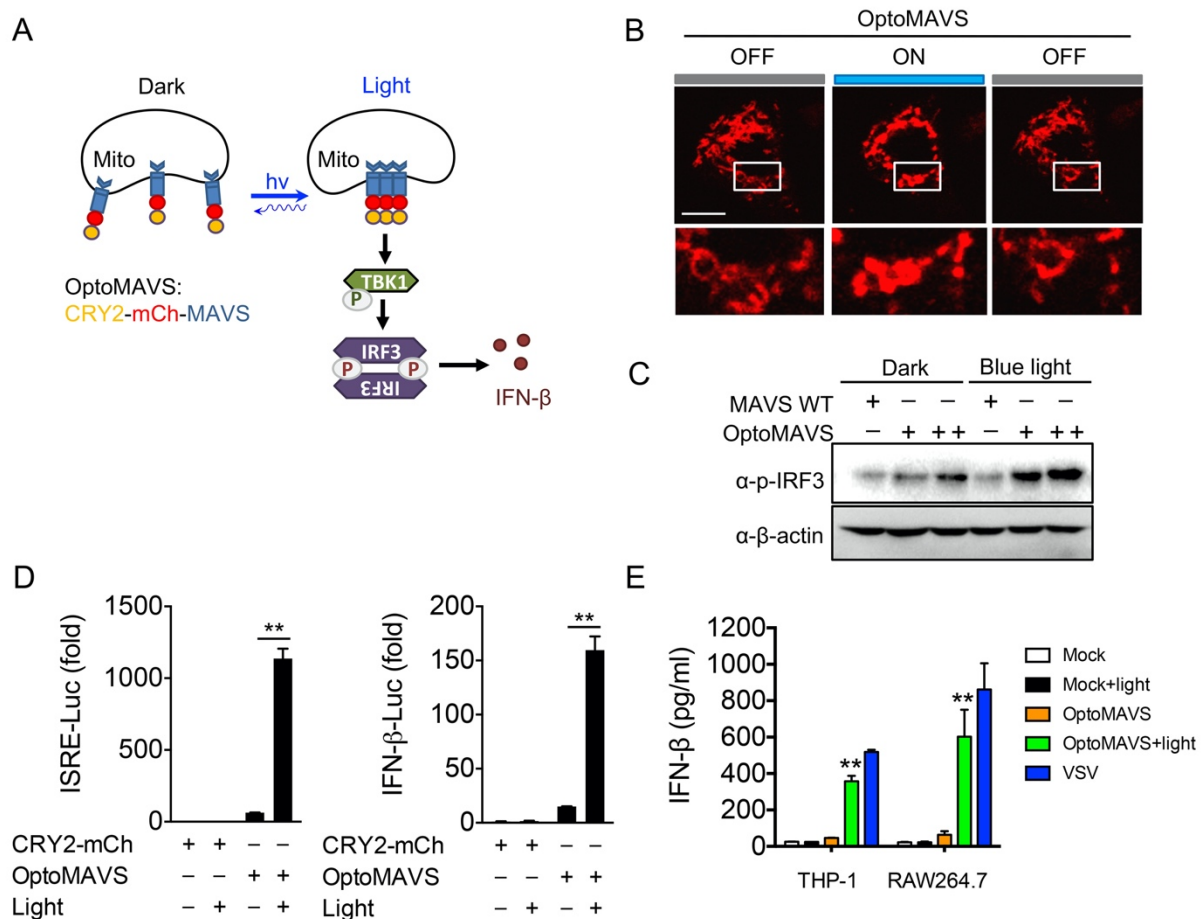 A
Dark
Light
Mito
Mito
hv
OptoMAVS:
CRY2-mCh-MAVS
TBK1
P
IRF3
P P
IRF3
IFN-β
B
OptoMAVS
OFF ON OFF
C
Dark Blue light
MAVS WT + – – + – –
OptoMAVS – + ++ – + ++
α-p-IRF3
α-β-actin
D
ISRE-Luc (fold)
1500
1000
500
0
**
CRY2-mCh + + – –
OptoMAVS – – + +
Light – + – +
IFN-β-Luc (fold)
200
150
100
50
0
**
CRY2-mCh + + – –
OptoMAVS – – + +
Light – + – +
E
IFN-β (pg/ml)
1200
1000
800
600
400
200
0
**
**
THP-1 RAW264.7
Mock
Mock+light
OptoMAVS
OptoMAVS+light
VSV